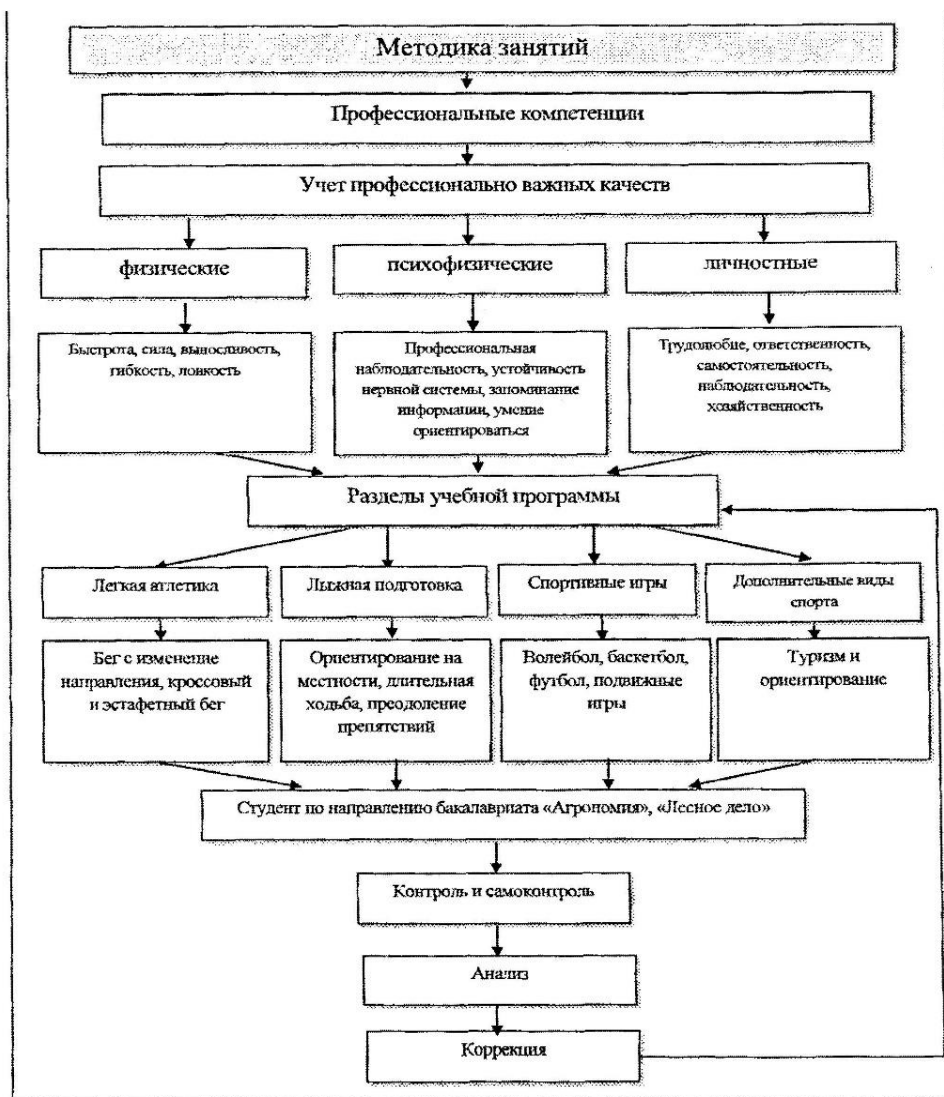 Методика занятий
Профессиональные компетенции
Учет профессионально важных качеств
физические
психофизические
личностные
Быстрота, сила, выносливость,
гибкость, ловкость
Профессиональная
наблюдательность, устойчивость
нервной системы, запоминание
информации, умение
ориентироваться
Трудолюбие, ответственность,
самостоятельность,
наблюдательность,
хозяйственность
Разделы учебной программы
Легкая атлетика
Лыжная подготовка
Спортивные игры
Дополнительные виды
спорта
Бег с изменение
направления, кроссовый
и эстафетный бег
Ориентирование на
местности, длительная
ходьба, преодоление
препятствий
Волейбол, баскетбол,
футбол, подвижные
игры
Туризм и
ориентирование
Студент по направлению бакалавриата «Агрономия», «Лесное дело»
Контроль и самоконтроль
Анализ
Коррекция